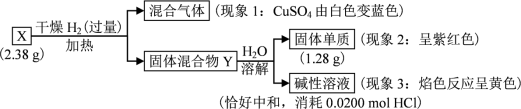 X
(2.38 g)
干燥 H₂(过量)
加热
混合气体
(现象 1：CuSO₄ 由白色变蓝色)
固体混合物 Y
H₂O
溶解
固体单质
(1.28 g)
(现象 2：呈紫红色)
碱性溶液
(现象 3：焰色反应呈黄色)
(恰好中和，消耗 0.0200 mol HCl)